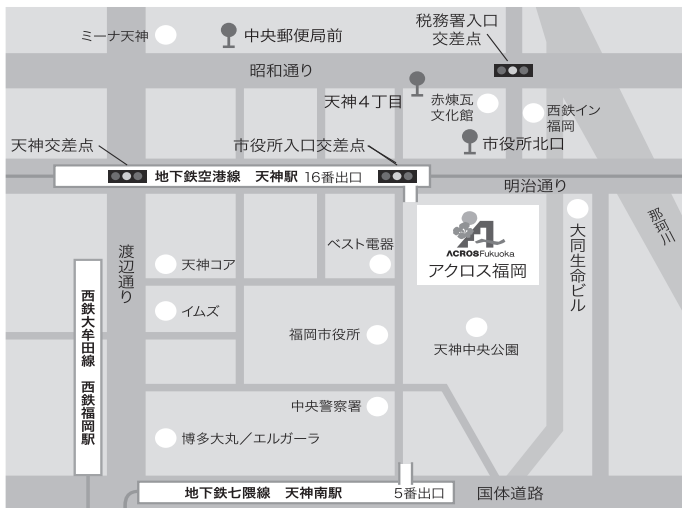 ミーナ天神
中央郵便局前
税務署入口
交差点
昭和通り
天神4丁目
赤煉瓦
文化館
西鉄イン
福岡
市役所北口
天神交差点
市役所入口交差点
地下鉄空港線 天神駅 16番出口
明治通り
那珂川
ACROS Fukuoka
アクロス福岡
大同生命ビル
渡辺通り
ベスト電器
天神コア
イムズ
福岡市役所
天神中央公園
西鉄大牟田線 西鉄福岡駅
中央警察署
博多大丸／エルガーラ
地下鉄七隈線 天神南駅 5番出口
国体道路